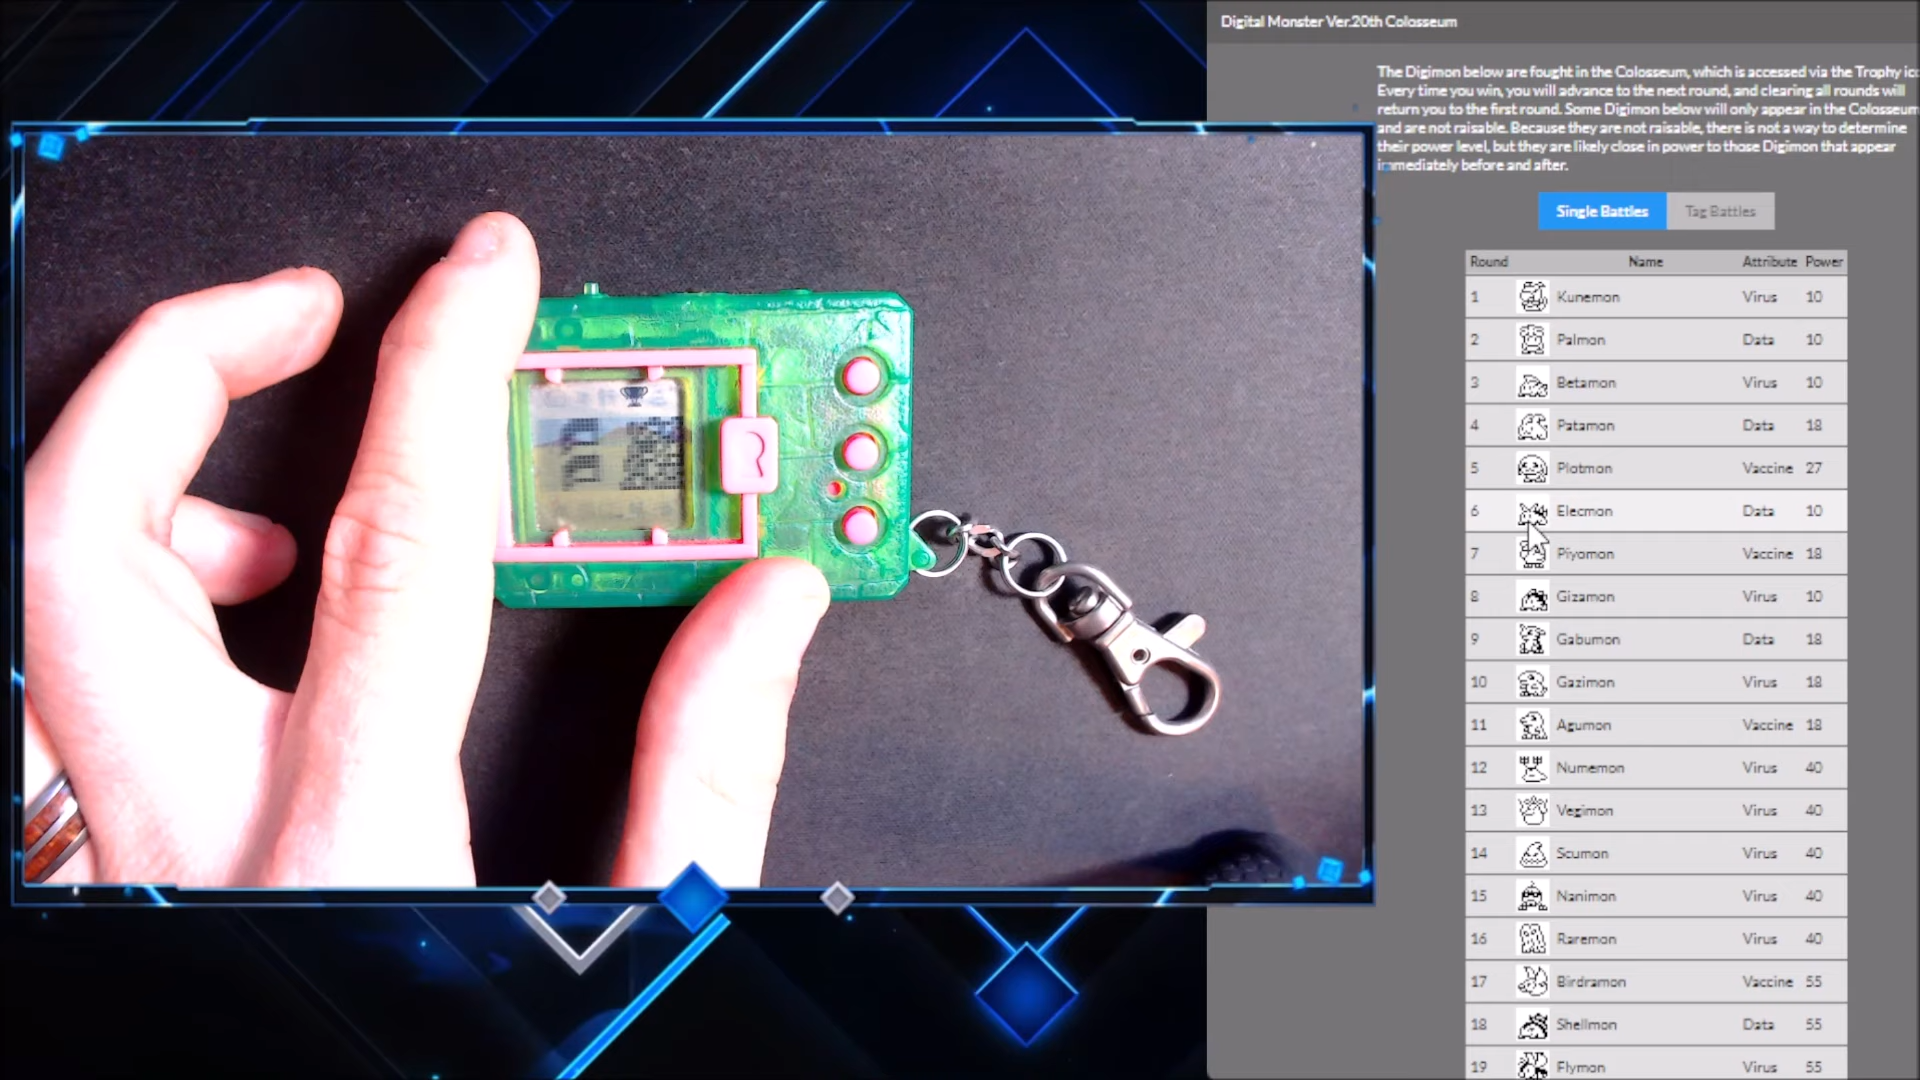 Digital Monster Ver.20th Colosseum
The Digimon below are fought in the Colosseum, which is accessed via the Trophy
Every time you win, you will advance to the next round, and clearing all rounds will
return you to the first round. Some Digimon below will only appear in the Colosseum
and are not raisable. Because they are not raisable, there is not a way to determine
their power level, but they are likely close in power to those Digimon that appear
immediately before and after.
Single Battles Tag Battles
Round Name Attribute Power
1 Kunemon Virus 10
2 Palmon Data 10
3 Betamon Virus 10
4 Patamon Data 18
5 Plotmon Vaccine 27
6 Elecmon Data 10
7 Piyomon Vaccine 18
8 Gizamon Virus 10
9 Gabumon Data 18
10 Gazimon Virus 18
11 Agumon Vaccine 18
12 Numemon Virus 40
13 Vegimon Virus 40
14 Scumon Virus 40
15 Nanimon Virus 40
16 Raremon Virus 40
17 Birdramon Vaccine 55
18 Shellmon Data 55
19 Flymon Virus 55